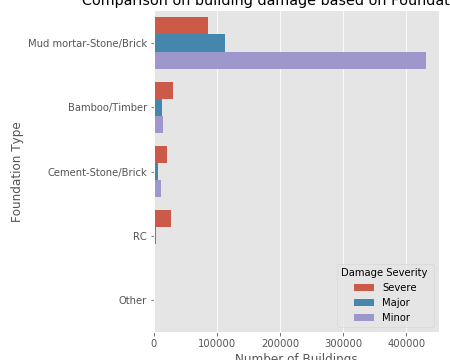 Comparison on building damage based on Foundat
Mud mortar-Stone/Brick
Bamboo/Timber
Cement-Stone/Brick
RC
Other
Foundation Type
Damage Severity
Severe
Major
Minor
0 100000 200000 300000 400000
Number of Buildings